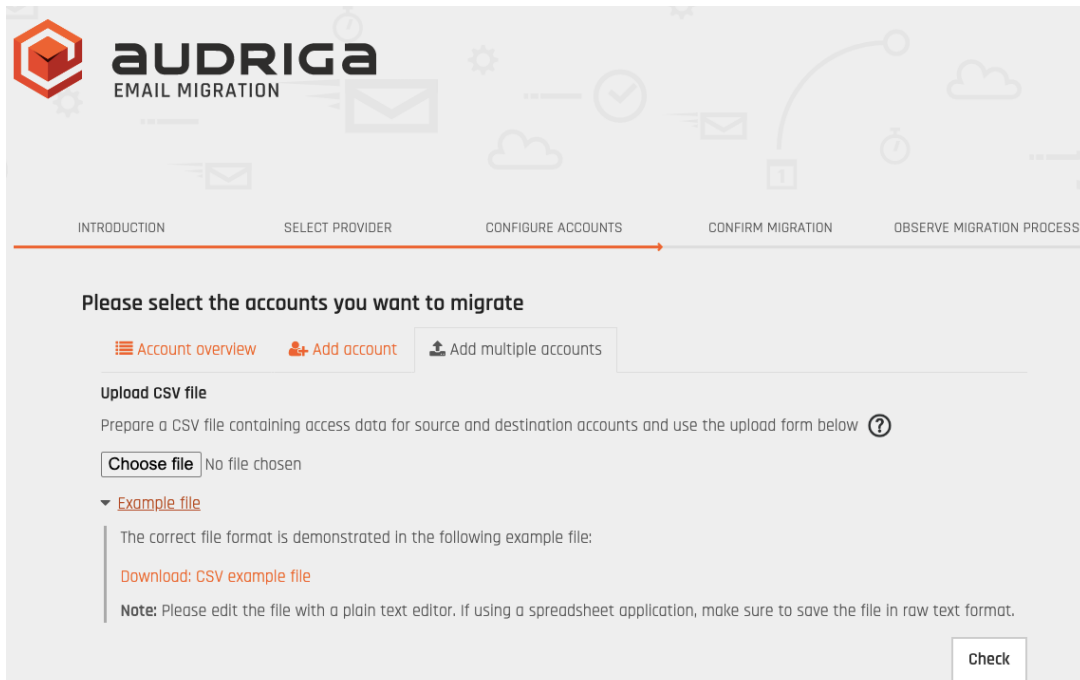 audriga
EMAIL MIGRATION
1
INTRODUCTION SELECT PROVIDER CONFIGURE ACCOUNTS CONFIRM MIGRATION OBSERVE MIGRATION PROCESS
Please select the accounts you want to migrate
Account overview Add account Add multiple accounts
Upload CSV file
Prepare a CSV file containing access data for source and destination accounts and use the upload form below ?
Choose file No file chosen
Example file
The correct file format is demonstrated in the following example file:
Download: CSV example file
Note: Please edit the file with a plain text editor. If using a spreadsheet application, make sure to save the file in raw text format.
Check